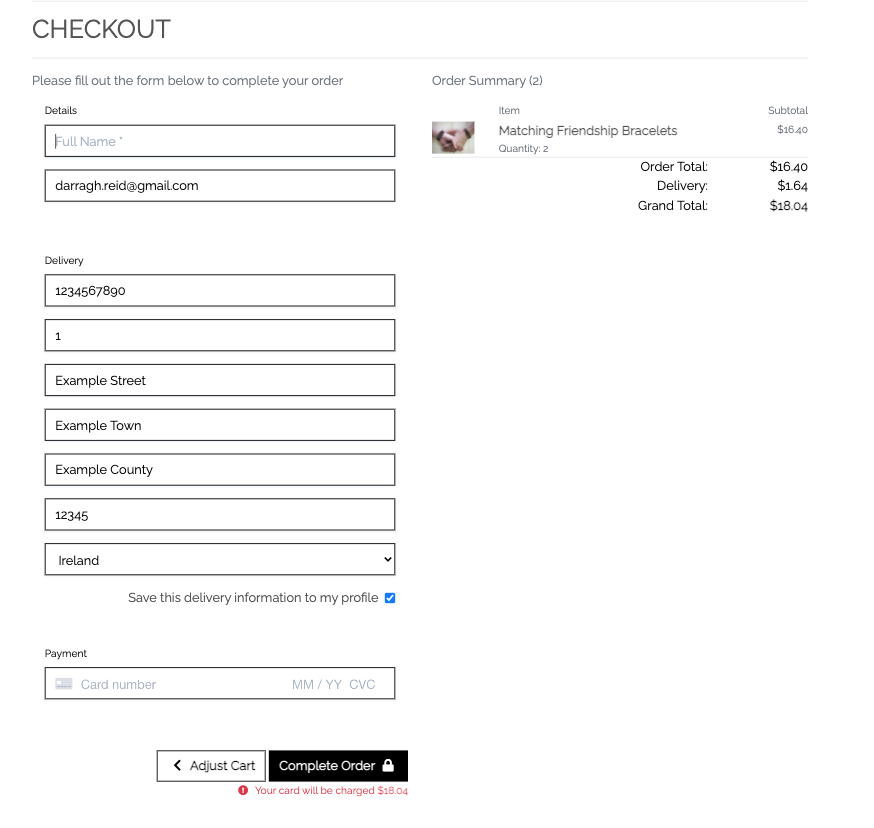 CHECKOUT
Please fill out the form below to complete your order
Details
Full Name *
darragh.reid@gmail.com
Delivery
1234567890
1
Example Street
Example Town
Example County
12345
Ireland
Save this delivery information to my profile
Payment
Card number MM / YY CVC
Adjust Cart Complete Order
Your card will be charged $18.04
Order Summary (2)
Item Subtotal
Matching Friendship Bracelets $16.40
Quantity: 2
Order Total: $16.40
Delivery: $1.64
Grand Total: $18.04